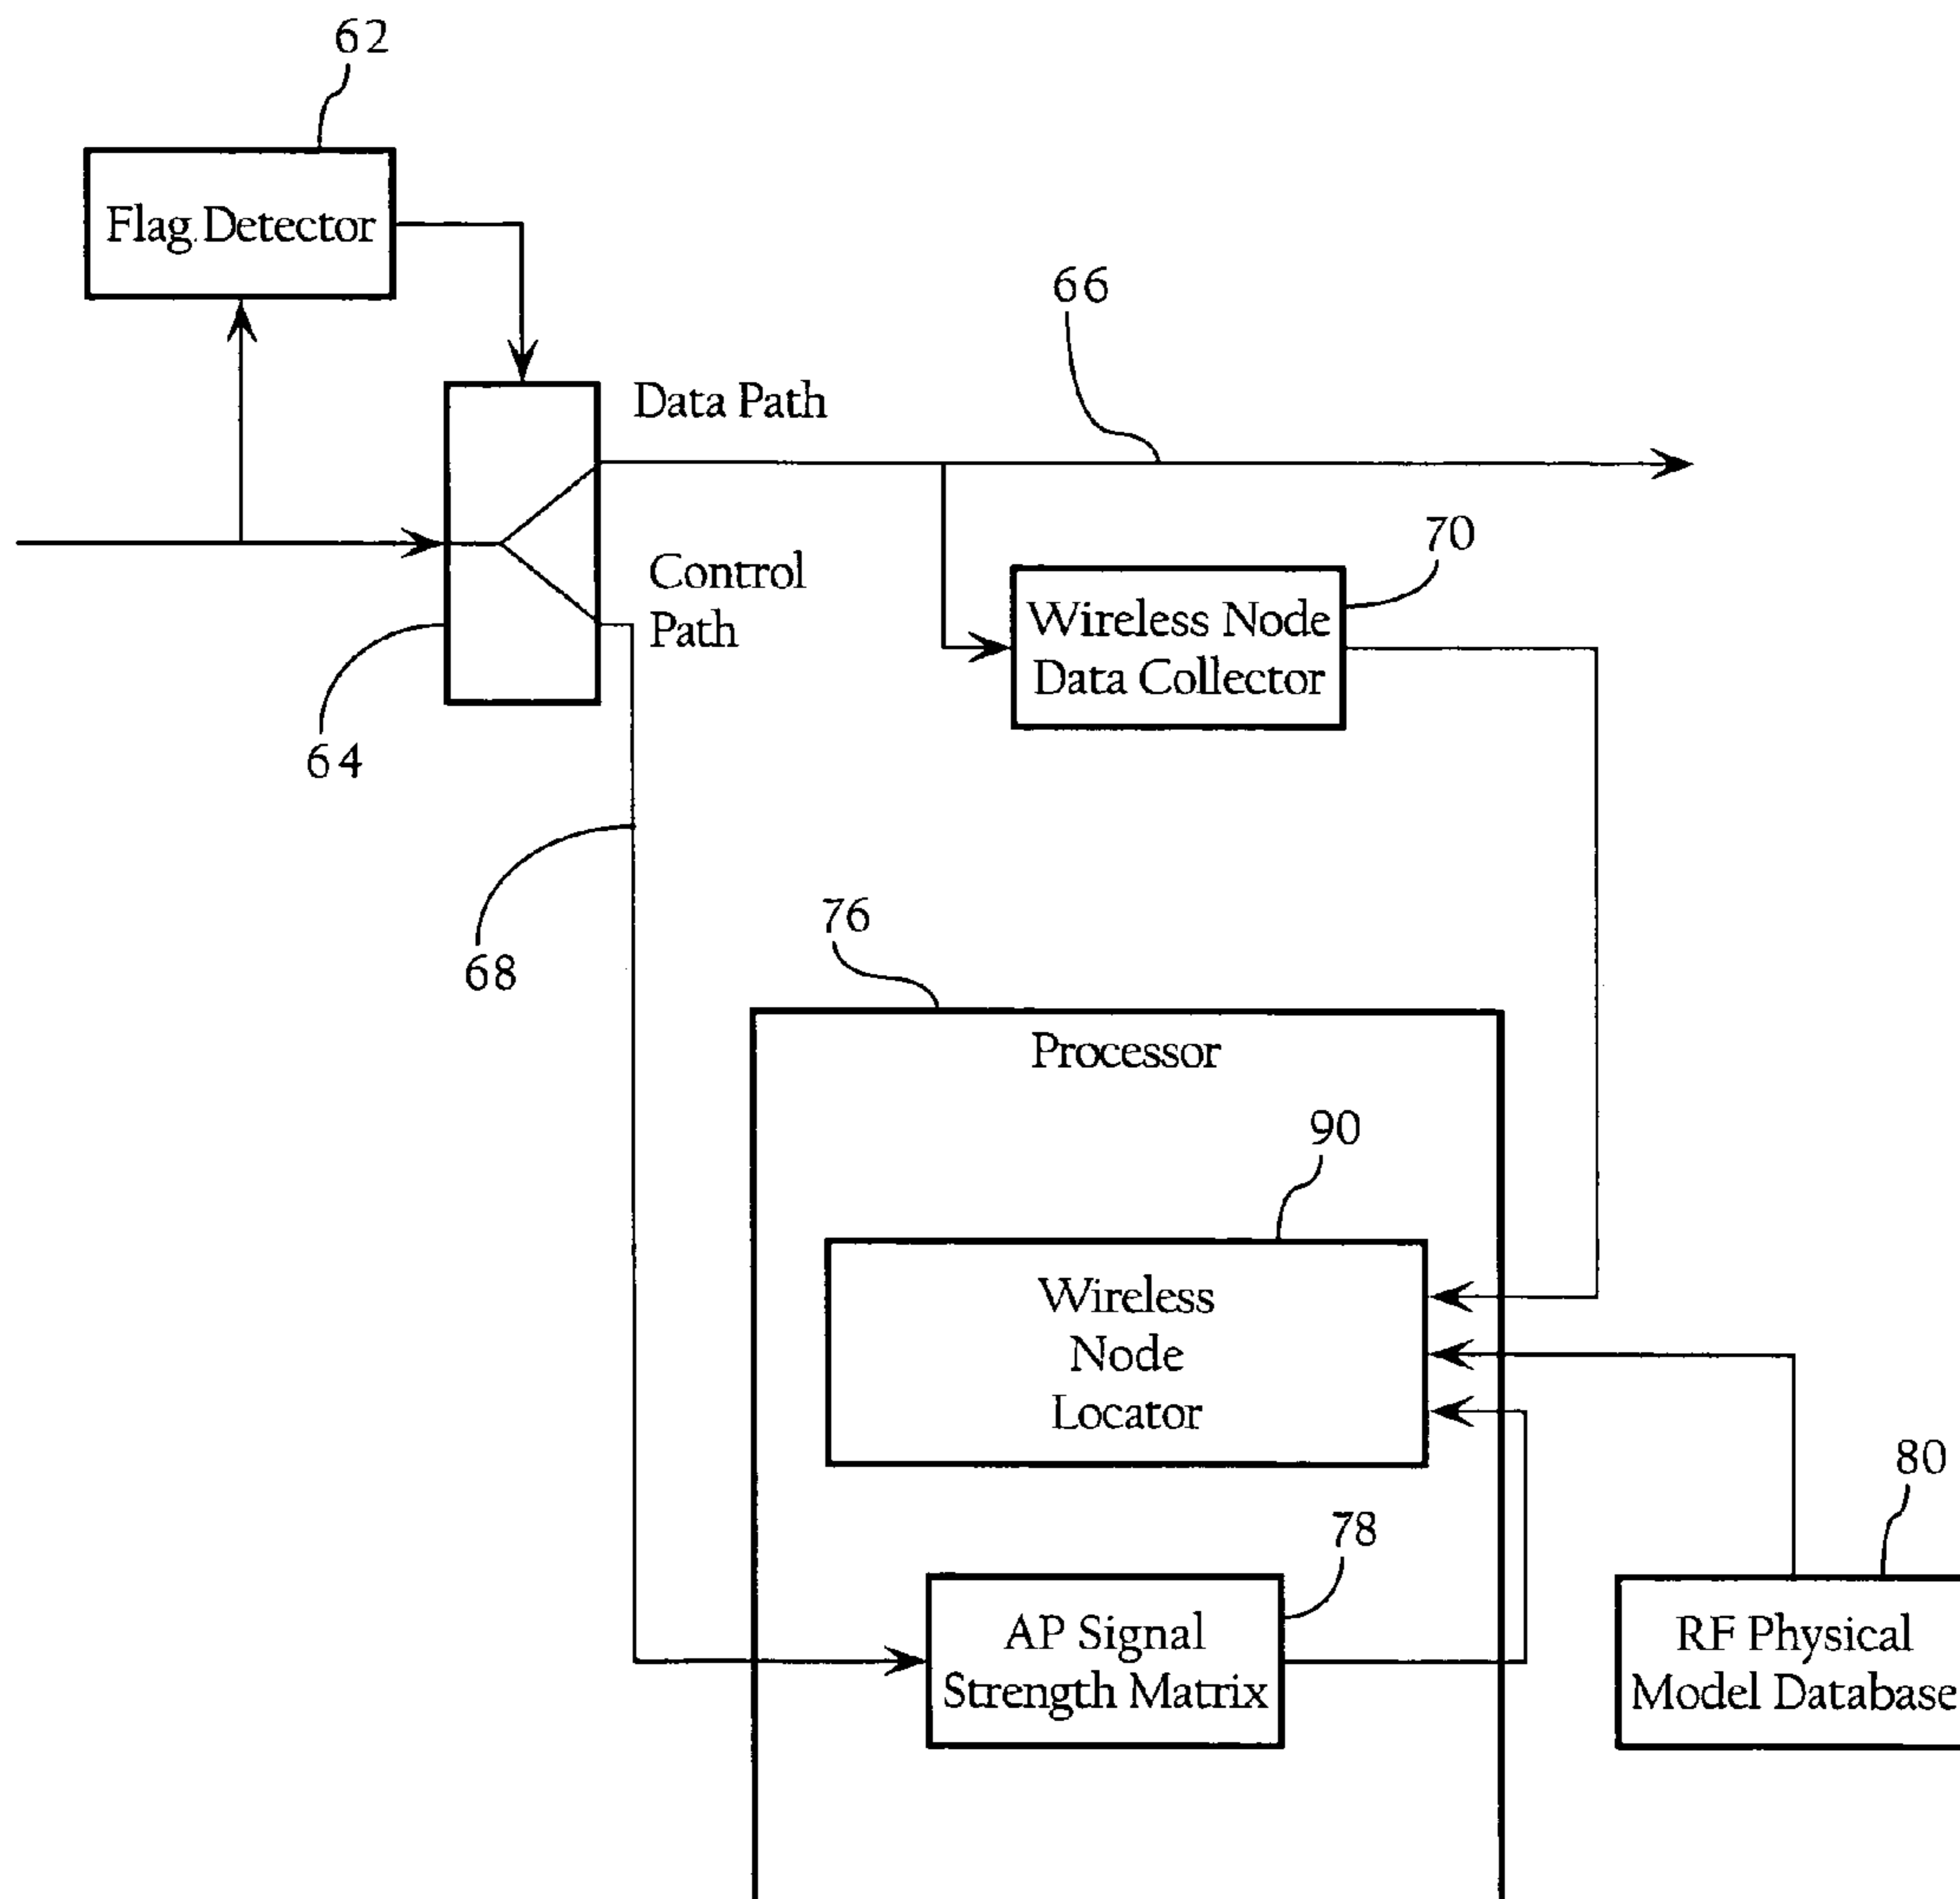 62
Flag Detector
66
Data Path
70
Control
Path
Wireless Node
Data Collector
64
68
76
Processor
90
Wireless
Node
Locator
80
78
AP Signal
Strength Matrix
RF Physical
Model Database